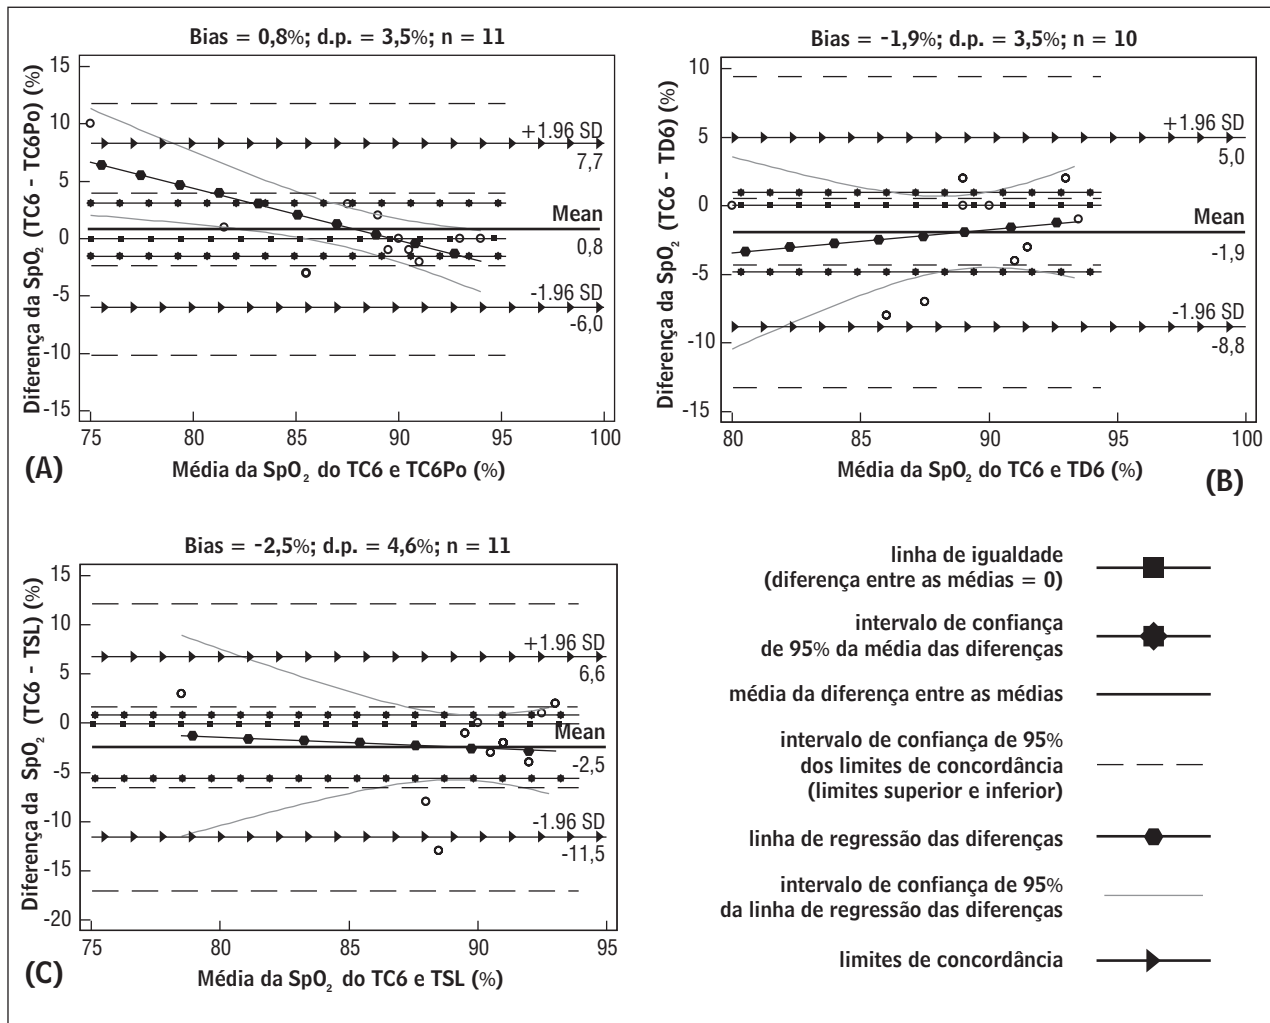 Bias = 0,8%; d.p. = 3,5%; n = 11
Diferença da SpO₂ (TC6 - TC6Po) (%)
15
10
5
0
-5
-10
-15
+1.96 SD
7,7
Mean
0,8
-1.96 SD
-6,0
75 80 85 90 95 100
Média da SpO₂ do TC6 e TC6Po (%)
(A)
Bias = -1,9%; d.p. = 3,5%; n = 10
Diferença da SpO₂ (TC6 - TD6) (%)
10
5
0
-5
-10
-15
+1.96 SD
5,0
Mean
-1,9
-1.96 SD
-8,8
80 85 90 95 100
Média da SpO₂ do TC6 e TD6 (%)
(B)
Bias = -2,5%; d.p. = 4,6%; n = 11
Diferença da SpO₂ (TC6 - TSL) (%)
15
10
5
0
-5
-10
-15
-20
+1.96 SD
6,6
Mean
-2,5
-1.96 SD
-11,5
75 80 85 90 95
Média da SpO₂ do TC6 e TSL (%)
(C)
linha de igualdade
(diferença entre as médias = 0)
intervalo de confiança
de 95% da média das diferenças
média da diferença entre as médias
intervalo de confiança de 95%
dos limites de concordância
(limites superior e inferior)
linha de regressão das diferenças
intervalo de confiança de 95%
da linha de regressão das diferenças
limites de concordância